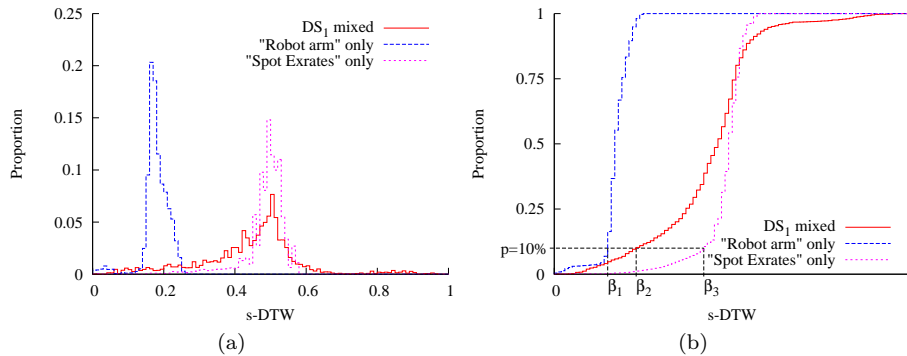 DS1 mixed
"Robot arm" only
"Spot Exrates" only
0.25
0.2
0.15
0.1
0.05
0
Proportion
0 0.2 0.4 0.6 0.8 1
s-DTW
(a)
1
0.75
0.5
0.25
p=10%
0
Proportion
DS1 mixed
"Robot arm" only
"Spot Exrates" only
0 β1 β2 β3
s-DTW
(b)